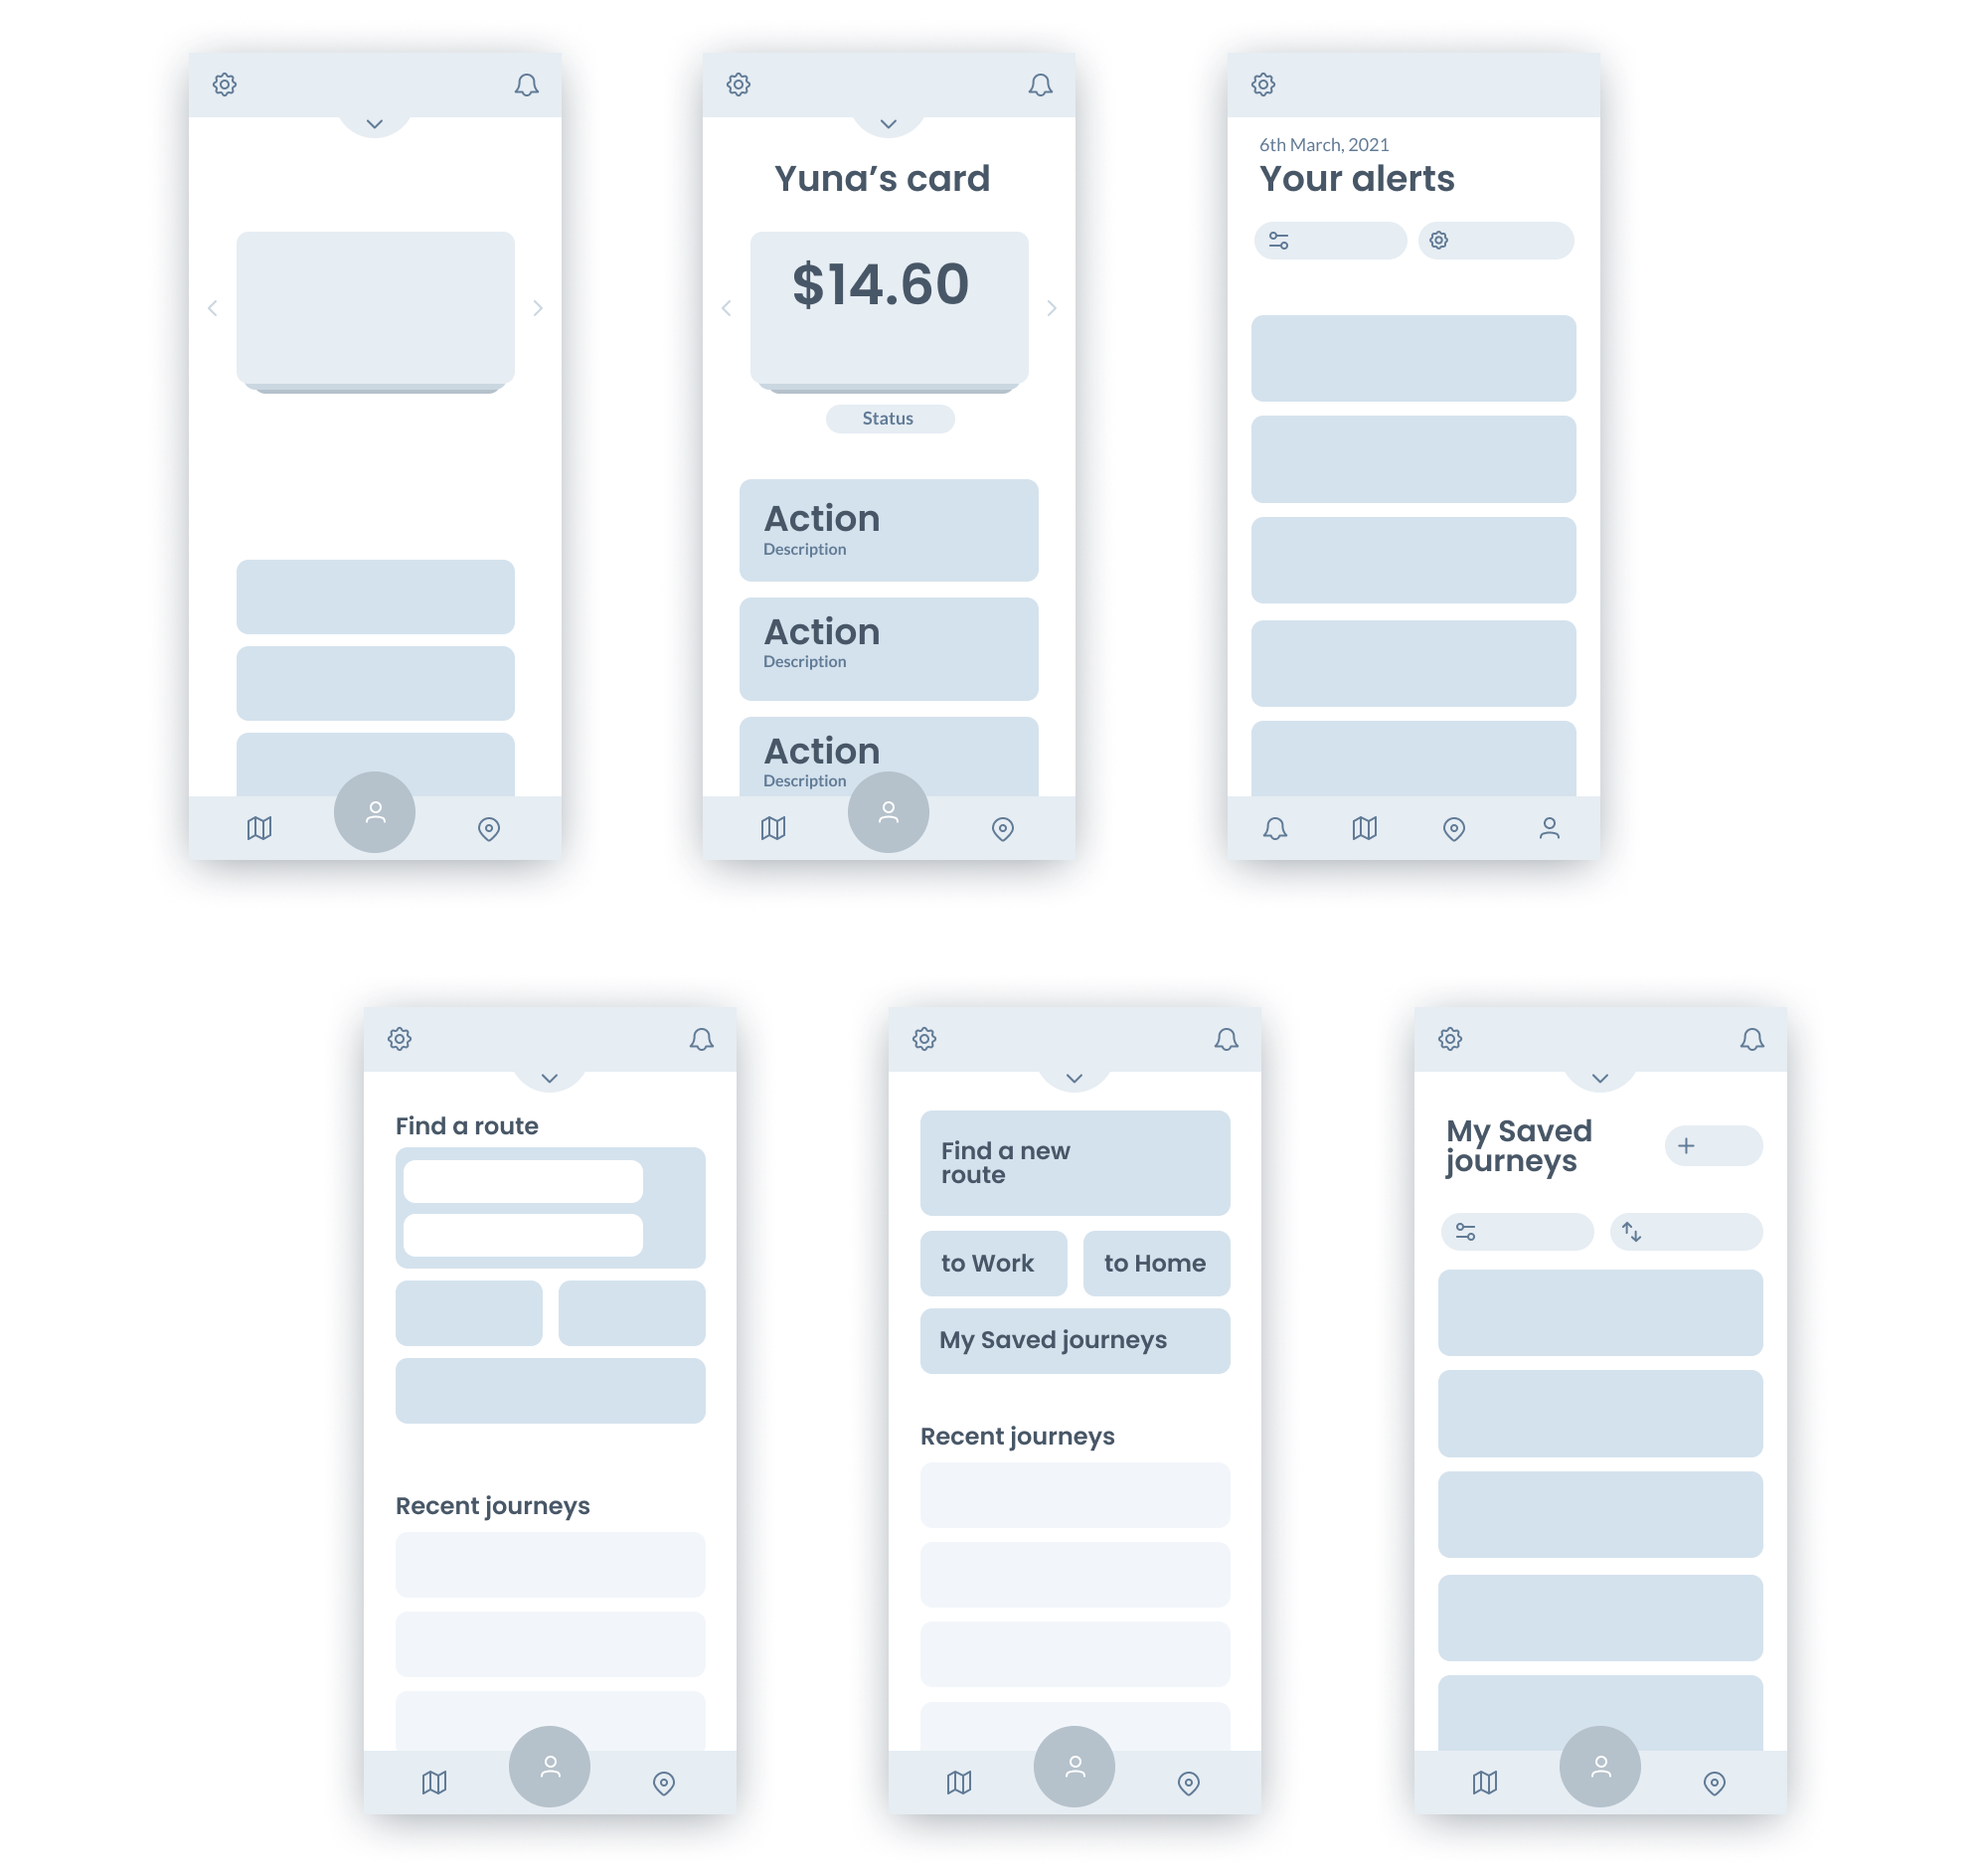 Yuna’s card
$14.60
Status
Action
Description
Action
Description
Action
Description
6th March, 2021
Your alerts
Find a route
Recent journeys
Find a new
route
to Work
to Home
My Saved journeys
Recent journeys
My Saved
journeys